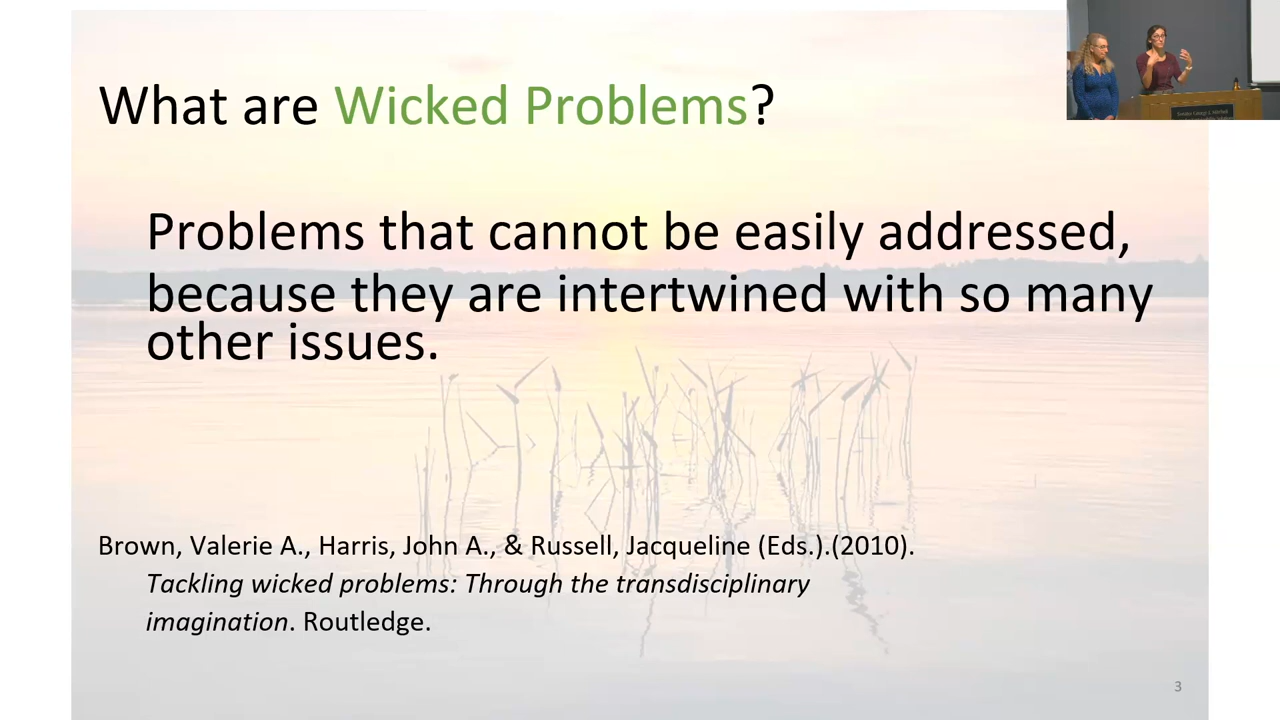 What are Wicked Problems?
Problems that cannot be easily addressed,
because they are intertwined with so many
other issues.
Brown, Valerie A., Harris, John A., & Russell, Jacqueline (Eds.).(2010).
Tackling wicked problems: Through the transdisciplinary
imagination. Routledge.
3